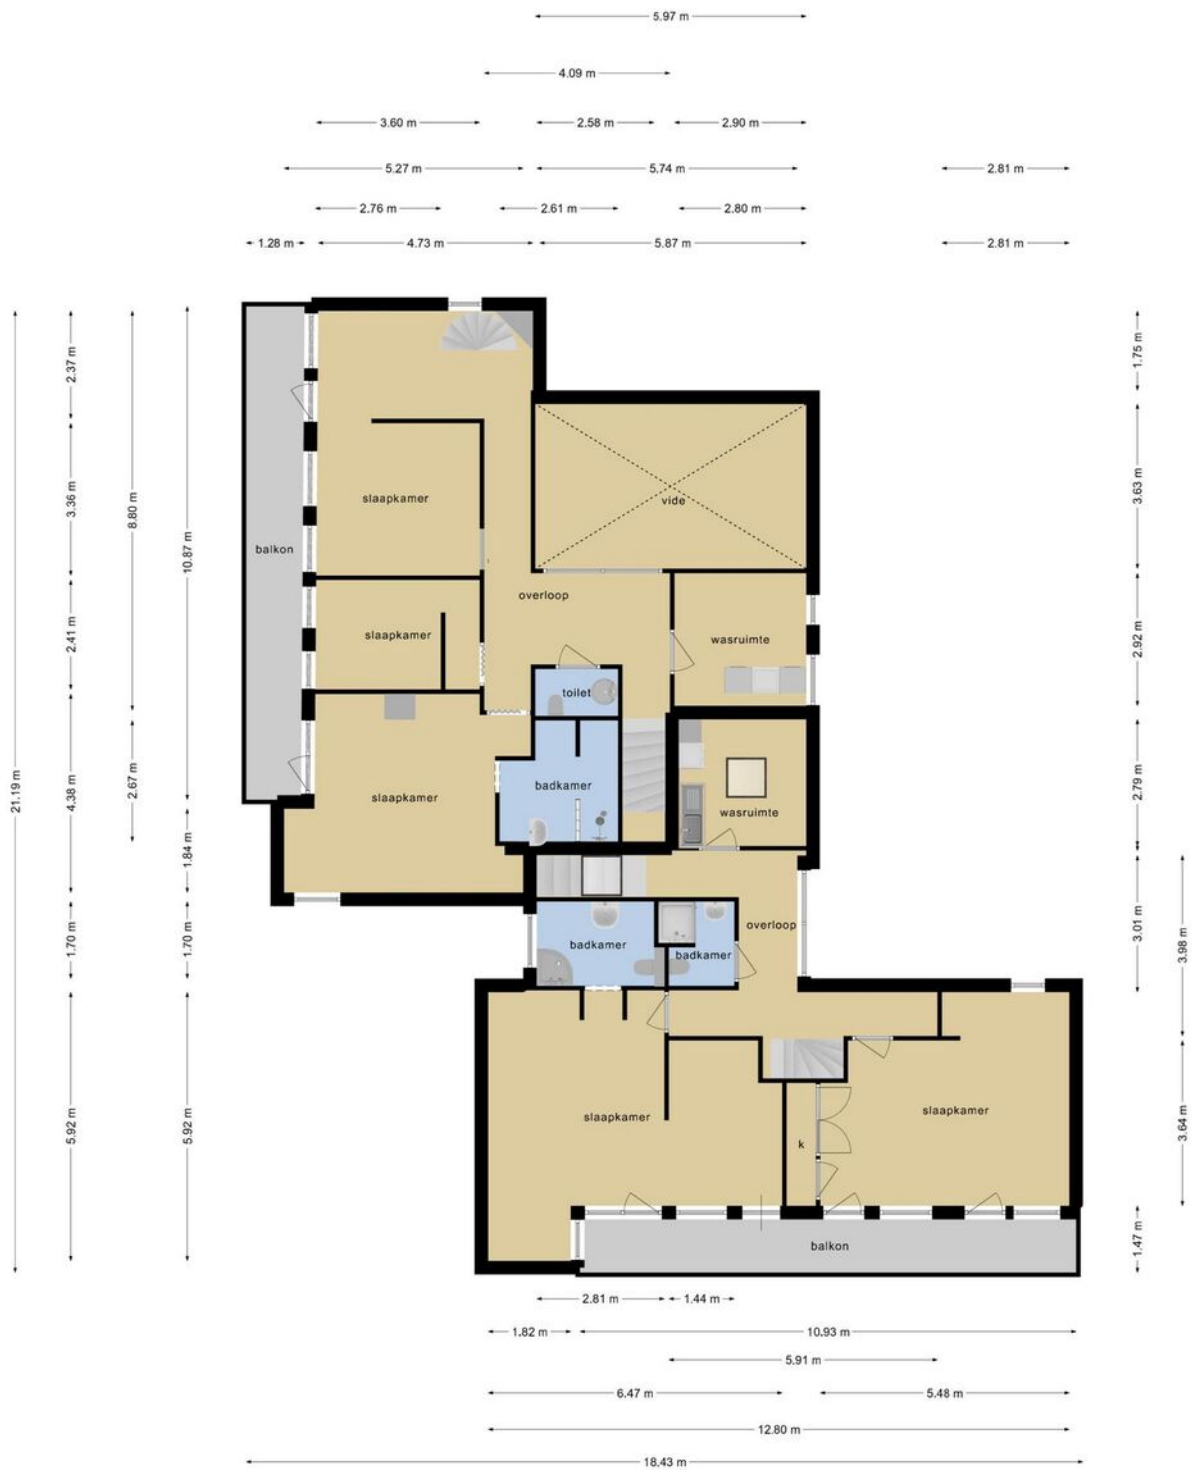 5.97 m
4.09 m
3.60 m 2.58 m 2.90 m
5.27 m 5.74 m 2.81 m
2.76 m 2.61 m 2.80 m
1.28 m 4.73 m 5.87 m 2.81 m
21.19 m
2.37 m
3.36 m
2.41 m
4.38 m
1.70 m
5.92 m
8.80 m
2.67 m
10.87 m
1.84 m
1.70 m
5.92 m
slaapkamer
vide
balkon
overloop
slaapkamer
wasruimte
toilet
badkamer
slaapkamer
wasruimte
overloop
badkamer
badkamer
slaapkamer
slaapkamer
k
balkon
1.75 m
3.63 m
2.92 m
2.79 m
3.01 m
1.47 m
3.98 m
3.64 m
2.81 m 1.44 m
1.82 m 10.93 m
5.91 m
6.47 m 5.48 m
12.80 m
18.43 m